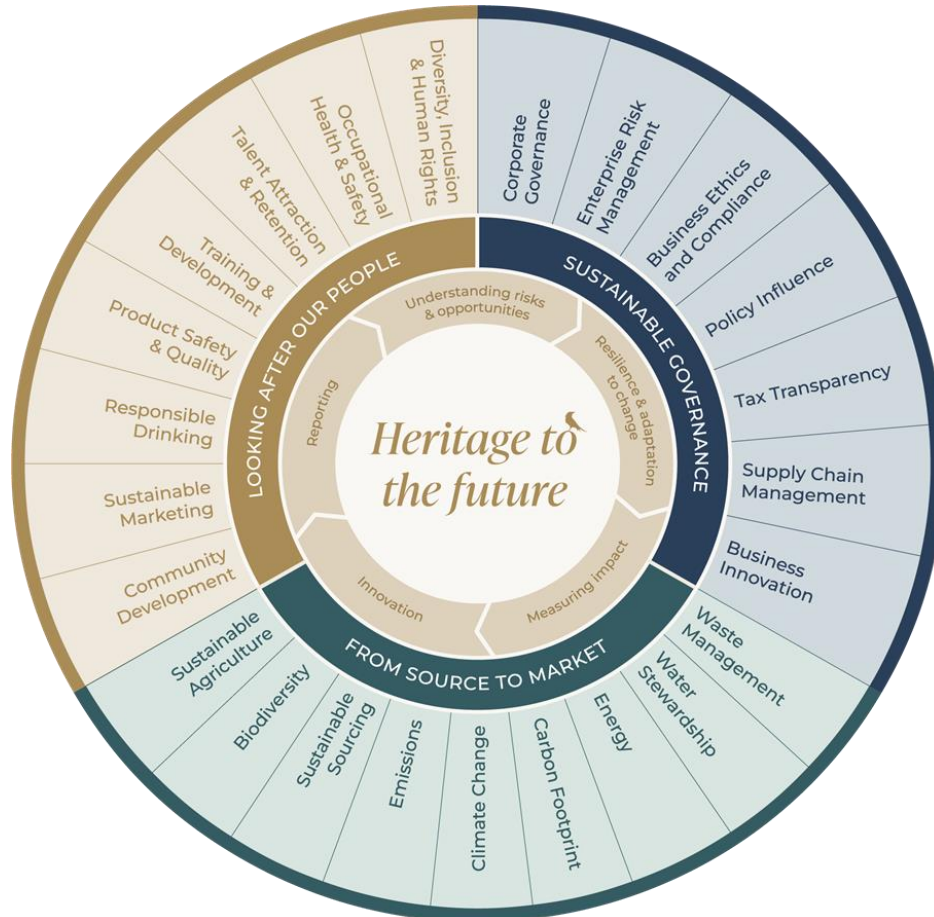 Heritage to
the future
Understanding risks
& opportunities
Resilience & adaptation
to change
Measuring impact
Innovation
Reporting
SUSTAINABLE GOVERNANCE
Corporate
Governance
Enterprise Risk
Management
Business Ethics
and Compliance
Policy Influence
Tax Transparency
Supply Chain
Management
Business
Innovation
FROM SOURCE TO MARKET
Waste
Management
Water
Stewardship
Energy
Carbon Footprint
Climate Change
Emissions
Sustainable
Sourcing
Biodiversity
Sustainable
Agriculture
LOOKING AFTER OUR PEOPLE
Community
Development
Sustainable
Marketing
Responsible
Drinking
Product Safety
& Quality
Training &
Development
Talent Attraction
& Retention
Occupational
Health & Safety
Diversity, Inclusion
& Human Rights